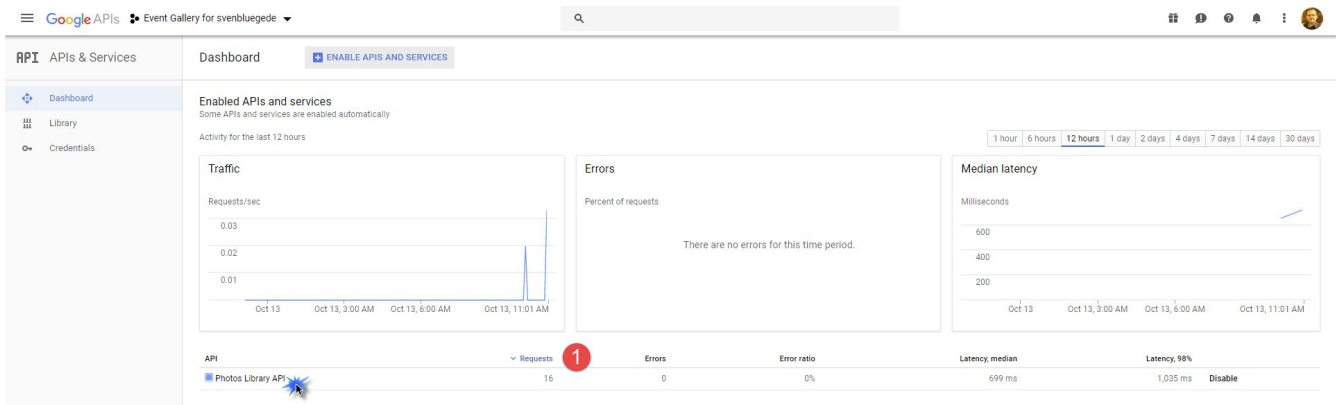 Google APIs Event Gallery for svenbluegede
API APIs & Services
Dashboard
ENABLE APIS AND SERVICES
Dashboard
Library
Credentials
Enabled APIs and services
Some APIs and services are enabled automatically
Activity for the last 12 hours
1 hour 6 hours 12 hours 1 day 2 days 4 days 7 days 14 days 30 days
Traffic
Requests/sec
0.03
0.02
0.01
Oct 13 Oct 13, 3:00 AM Oct 13, 6:00 AM Oct 13, 11:01 AM
Errors
Percent of requests
There are no errors for this time period.
Median latency
Milliseconds
600
400
200
Oct 13 Oct 13, 3:00 AM Oct 13, 6:00 AM Oct 13, 11:01 AM
API Requests 1 Errors Error ratio Latency, median Latency, 98%
Photos Library API 16 0 0% 699 ms 1,035 ms Disable